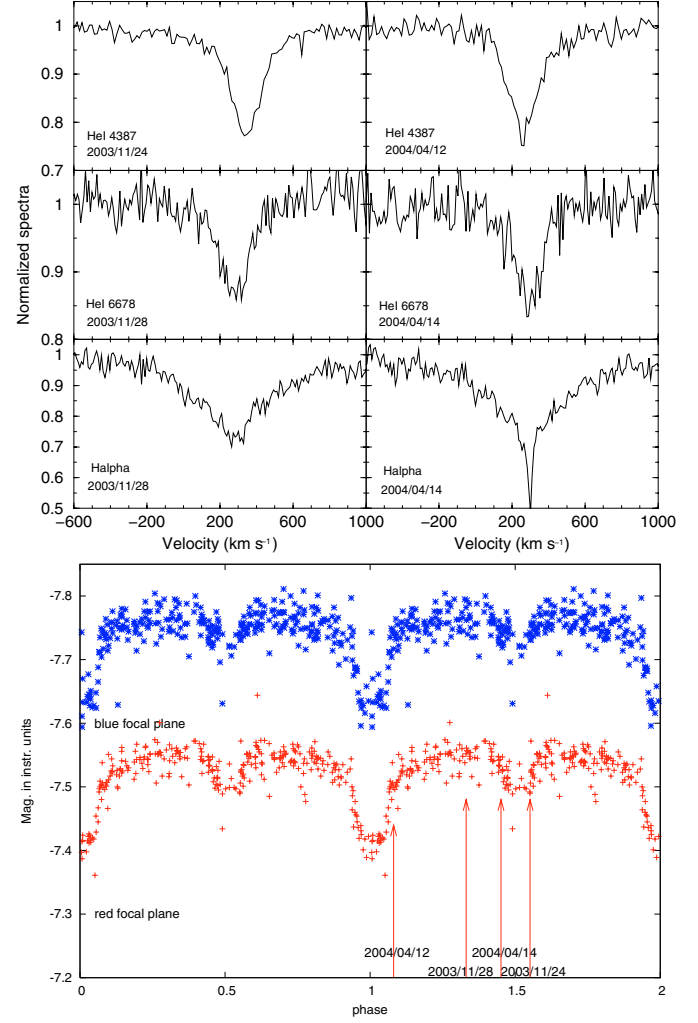 1
0.9
0.8
0.7
HeI 4387
2003/11/24
HeI 4387
2004/04/12
Normalized spectra
1
0.9
0.8
HeI 6678
2003/11/28
HeI 6678
2004/04/14
1
0.9
0.8
0.7
0.6
0.5
Halpha
2003/11/28
Halpha
2004/04/14
−600 −200 200 600 1000 −200 200 600 1000
Velocity (km s⁻¹) Velocity (km s⁻¹)
Mag. in instr. units
-7.8
-7.7
-7.6
-7.5
-7.4
-7.3
-7.2
blue focal plane
red focal plane
2004/04/12 2004/04/14
2003/11/28 2003/11/24
0 0.5 1 1.5 2
phase